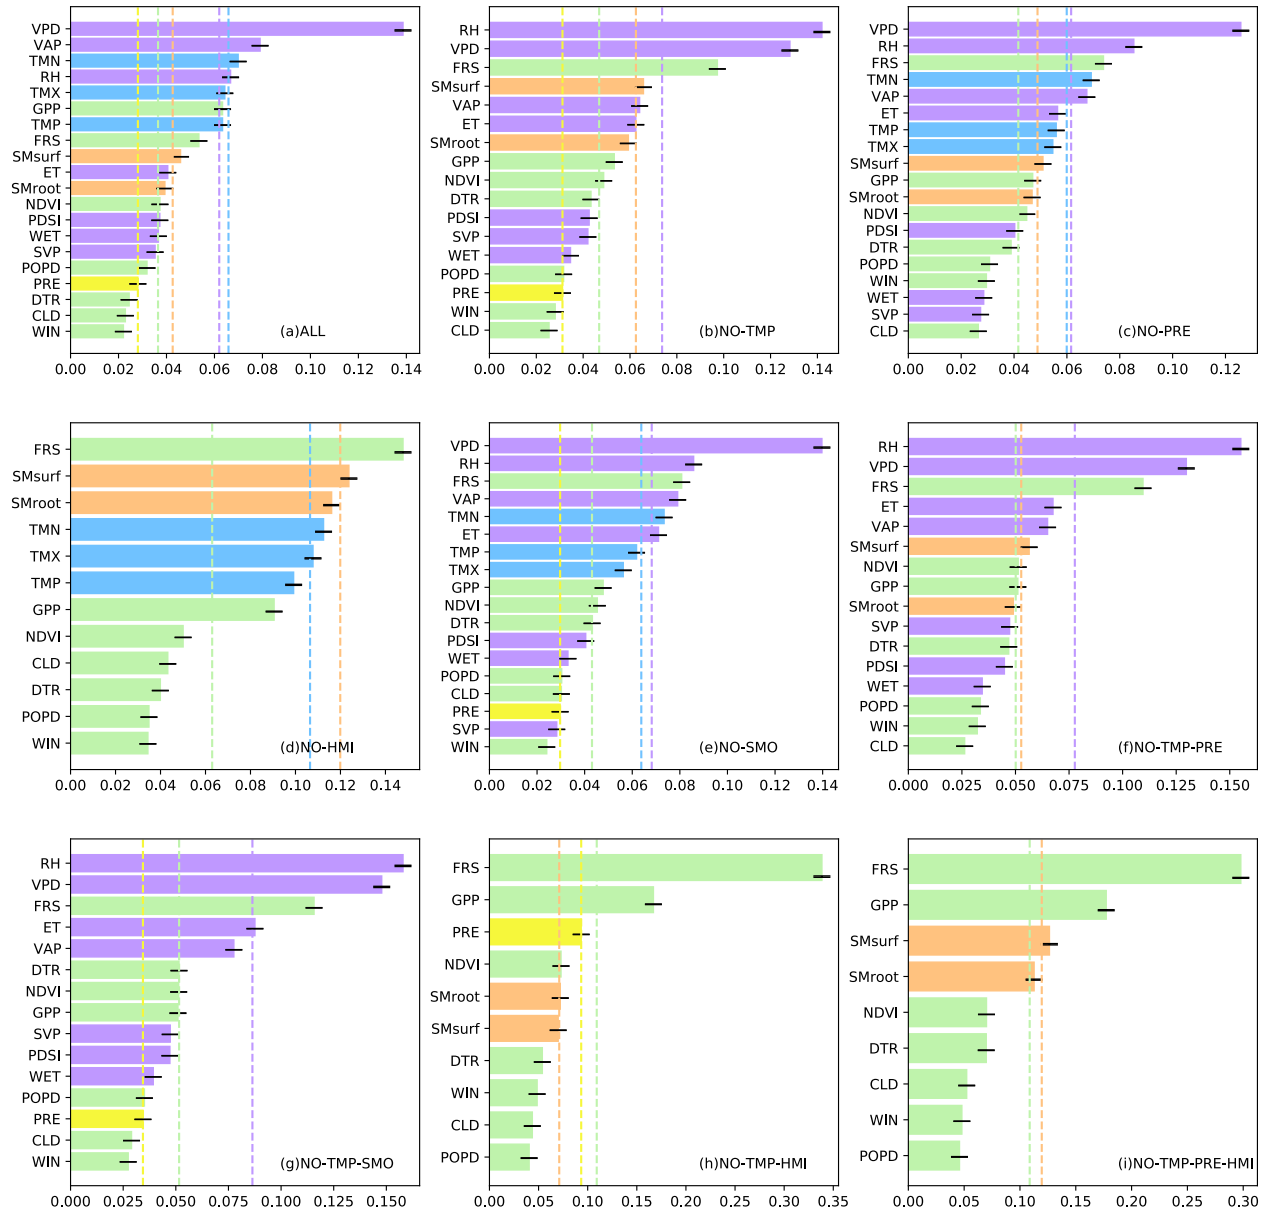 VPD
VAP
TMN
RH
TMX
GPP
TMP
FRS
SMsurf
ET
SMroot
NDVI
PDSI
WET
SVP
POPD
PRE
DTR
CLD
WIN
(a)ALL
0.00 0.02 0.04 0.06 0.08 0.10 0.12 0.14
RH
VPD
FRS
SMsurf
VAP
ET
SMroot
GPP
NDVI
DTR
PDSI
SVP
WET
POPD
PRE
WIN
CLD
(b)NO-TMP
0.00 0.02 0.04 0.06 0.08 0.10 0.12 0.14
VPD
RH
FRS
TMN
VAP
ET
TMP
TMX
SMsurf
GPP
SMroot
NDVI
PDSI
DTR
POPD
WIN
WET
SVP
CLD
(c)NO-PRE
0.00 0.02 0.04 0.06 0.08 0.10 0.12
FRS
SMsurf
SMroot
TMN
TMX
TMP
GPP
NDVI
CLD
DTR
POPD
WIN
(d)NO-HMI
0.00 0.02 0.04 0.06 0.08 0.10 0.12 0.14
VPD
RH
FRS
VAP
TMN
ET
TMP
TMX
GPP
NDVI
DTR
PDSI
WET
POPD
CLD
PRE
SVP
WIN
(e)NO-SMO
0.00 0.02 0.04 0.06 0.08 0.10 0.12 0.14
RH
VPD
FRS
ET
VAP
SMsurf
NDVI
GPP
SMroot
SVP
DTR
PDSI
WET
POPD
WIN
CLD
(f)NO-TMP-PRE
0.000 0.025 0.050 0.075 0.100 0.125 0.150
RH
VPD
FRS
ET
VAP
DTR
NDVI
GPP
SVP
PDSI
WET
POPD
PRE
CLD
WIN
(g)NO-TMP-SMO
0.000 0.025 0.050 0.075 0.100 0.125 0.150
FRS
GPP
PRE
NDVI
SMroot
SMsurf
DTR
WIN
CLD
POPD
(h)NO-TMP-HMI
0.00 0.05 0.10 0.15 0.20 0.25 0.30 0.35
FRS
GPP
SMsurf
SMroot
NDVI
DTR
CLD
WIN
POPD
(i)NO-TMP-PRE-HMI
0.00 0.05 0.10 0.15 0.20 0.25 0.30